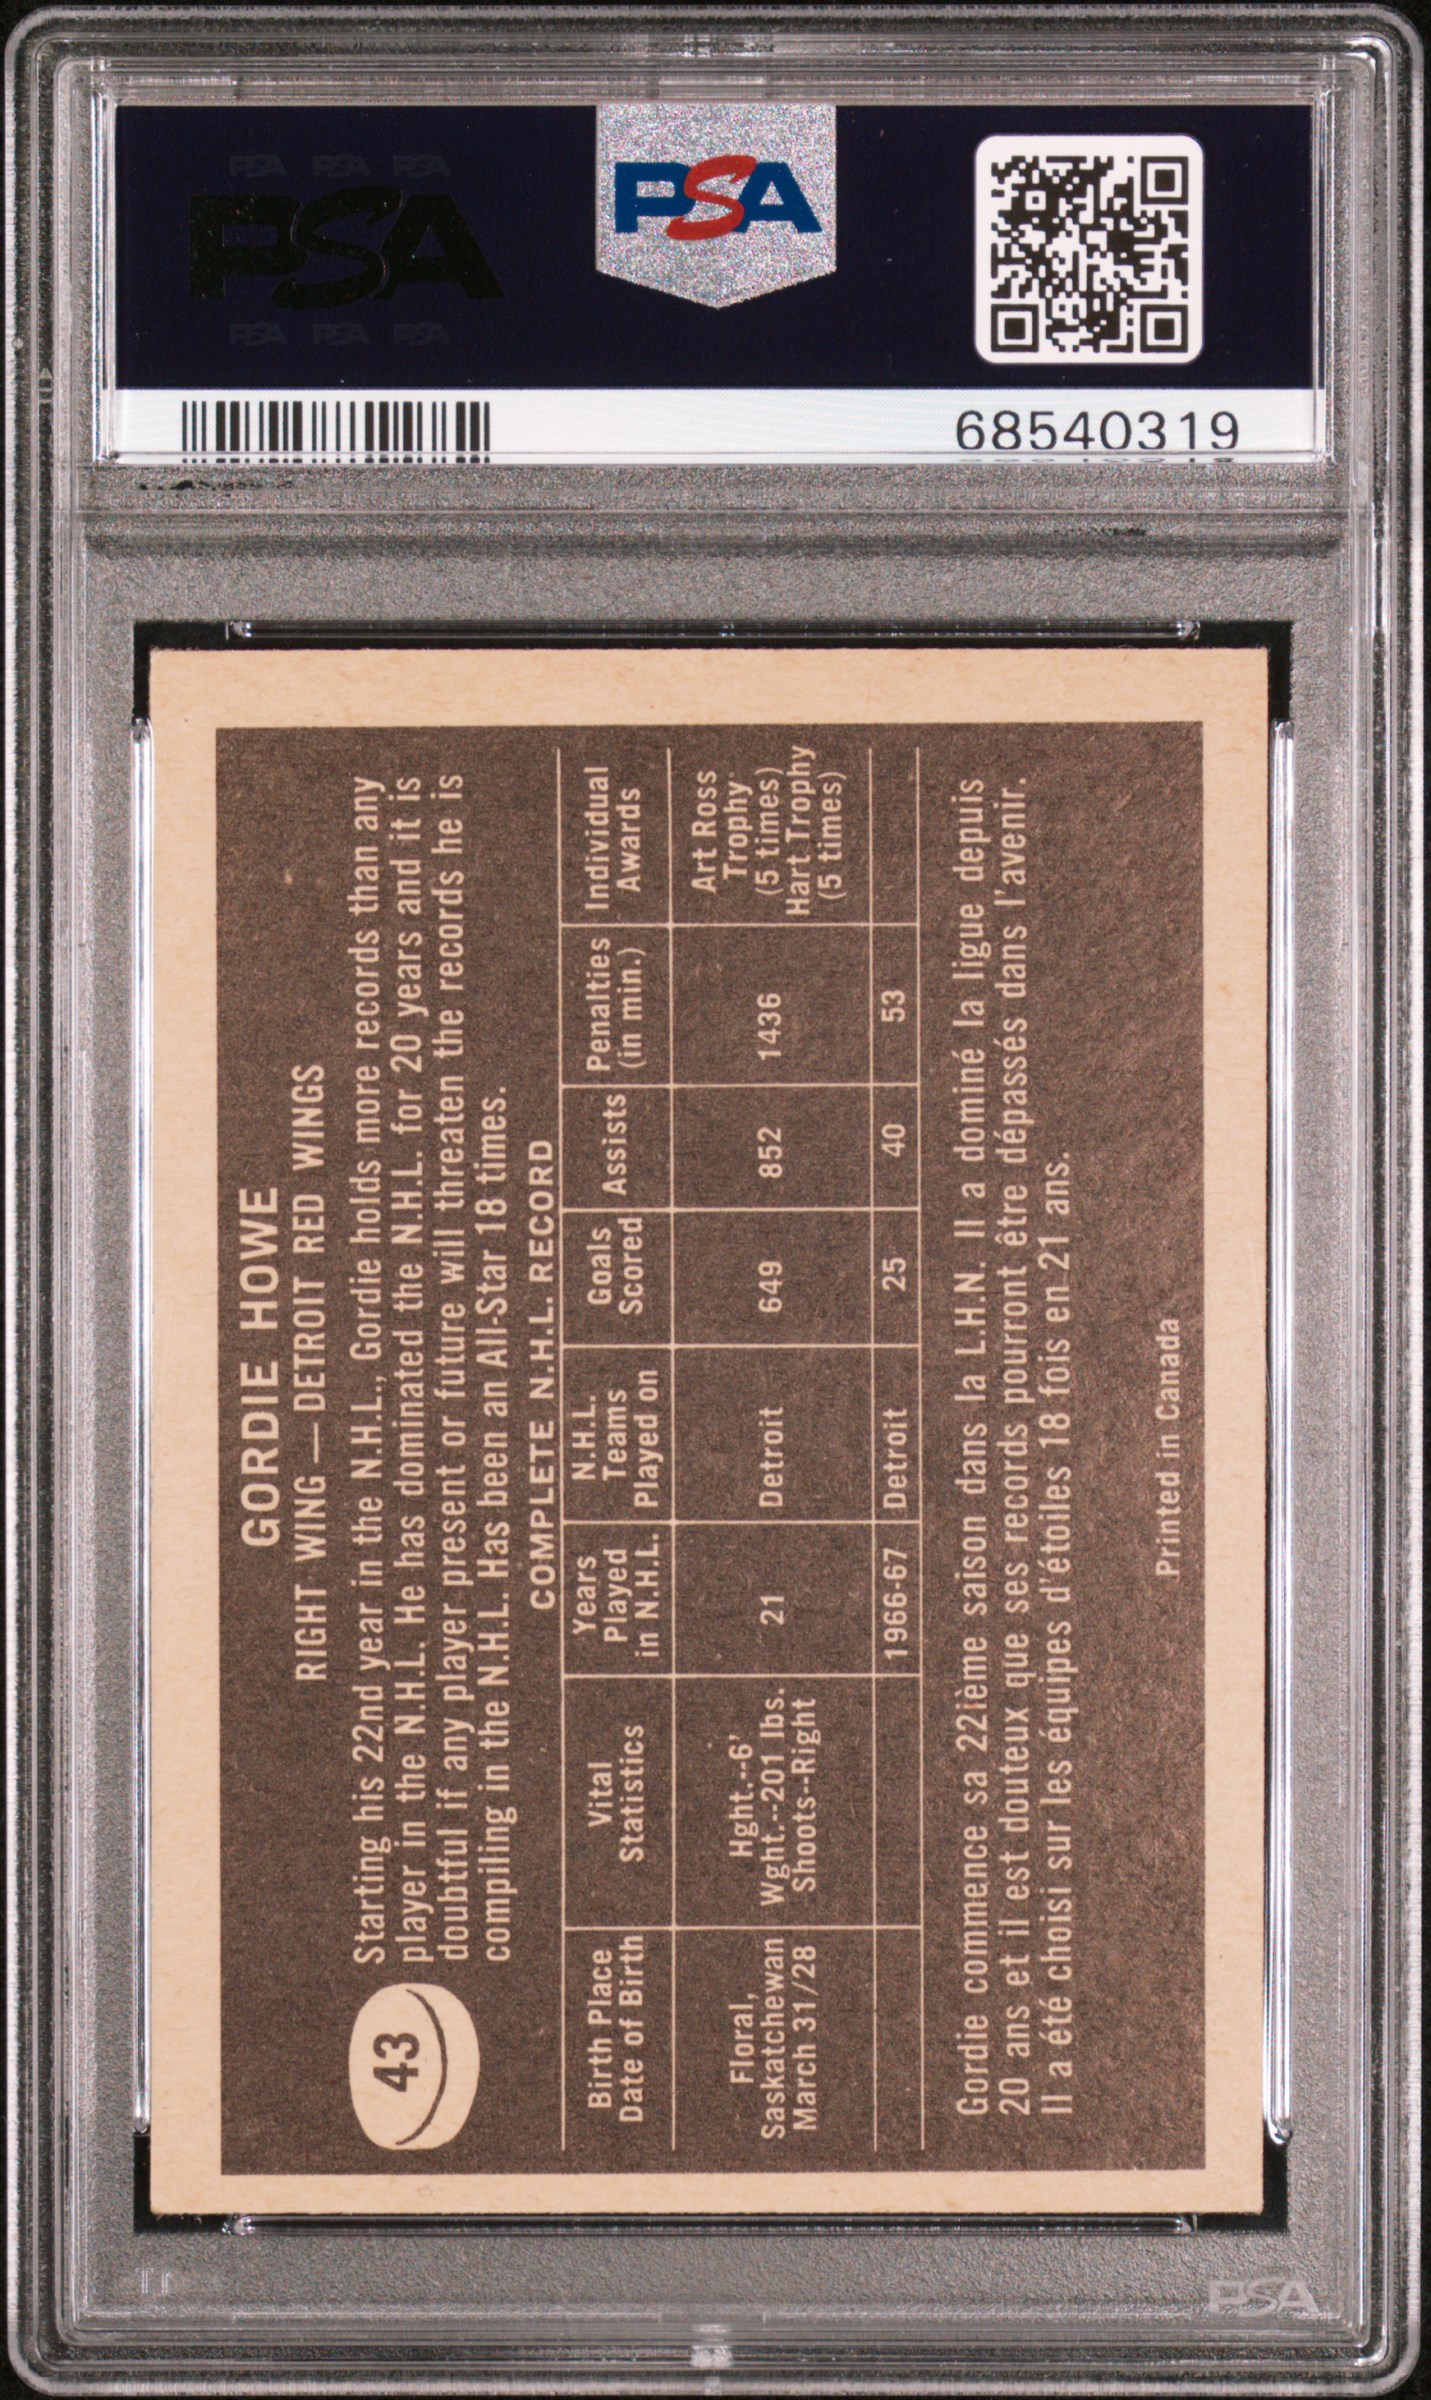 PSA PSA PSA
PSA
PSA PSA PSA
PSA
68540319
GORDIE HOWE
RIGHT WING — DETROIT RED WINGS
43
Starting his 22nd year in the N.H.L., Gordie holds more records than any
player in the N.H.L. He has dominated the N.H.L. for 20 years and it is
doubtful if any player present or future will threaten the records he is
compiling in the N.H.L. Has been an All-Star 18 times.
COMPLETE N.H.L. RECORD
Birth Place Vital Years N.H.L. Goals Assists Penalties Individual
Date of Birth Statistics Played Teams Scored (in min.) Awards
in N.H.L. Played on
Floral, Hght.--6' 21 Detroit 649 852 1436 Art Ross
Saskatchewan Wght.--201 lbs. Trophy
March 31/28 Shoots--Right (5 times)
Hart Trophy
(5 times)
1966-67 Detroit 25 40 53
Gordie commence sa 22ième saison dans la L.H.N. Il a dominé la ligue depuis
20 ans et il est douteux que ses records pourront être dépassés dans l'avenir.
Il a été choisi sur les équipes d'étoiles 18 fois en 21 ans.
Printed in Canada
PSA